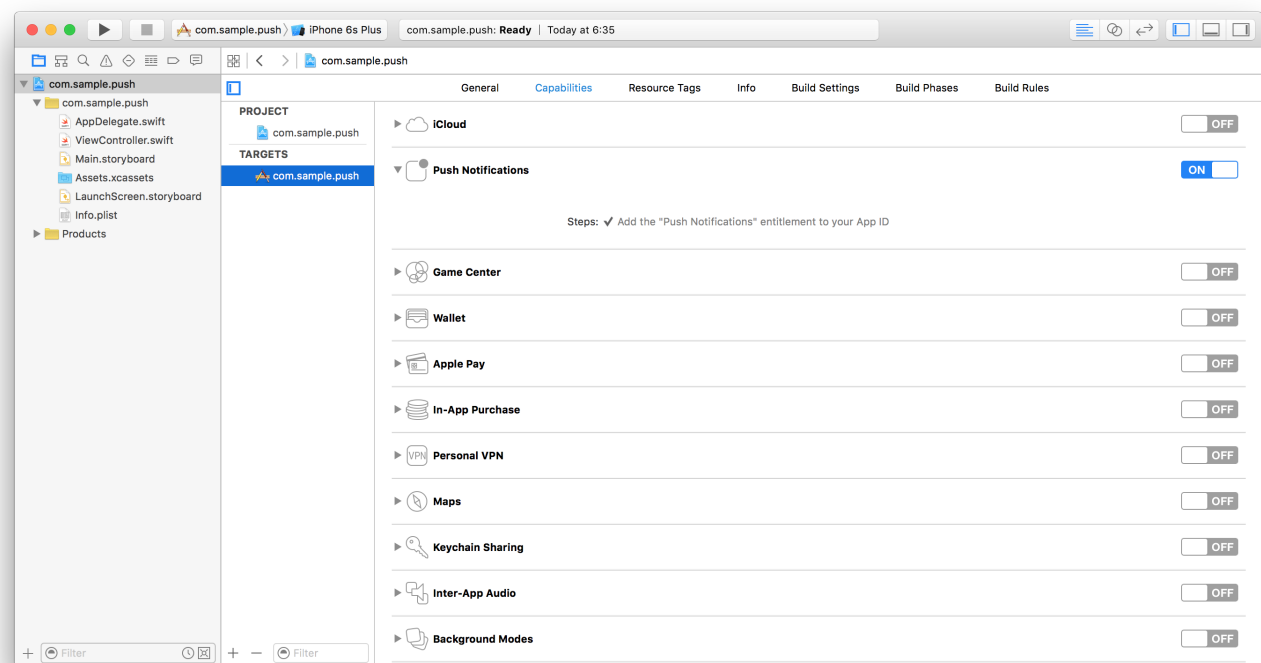 com.sample.push iPhone 6s Plus com.sample.push: Ready | Today at 6:35
com.sample.push
com.sample.push
com.sample.push
AppDelegate.swift
ViewController.swift
Main.storyboard
Assets.xcassets
LaunchScreen.storyboard
Info.plist
Products
Filter
General Capabilities Resource Tags Info Build Settings Build Phases Build Rules
PROJECT
com.sample.push
TARGETS
com.sample.push
Filter
iCloud OFF
Push Notifications ON
Steps: ✔ Add the "Push Notifications" entitlement to your App ID
Game Center OFF
Wallet OFF
Apple Pay OFF
In-App Purchase OFF
VPN Personal VPN OFF
Maps OFF
Keychain Sharing OFF
Inter-App Audio OFF
Background Modes OFF